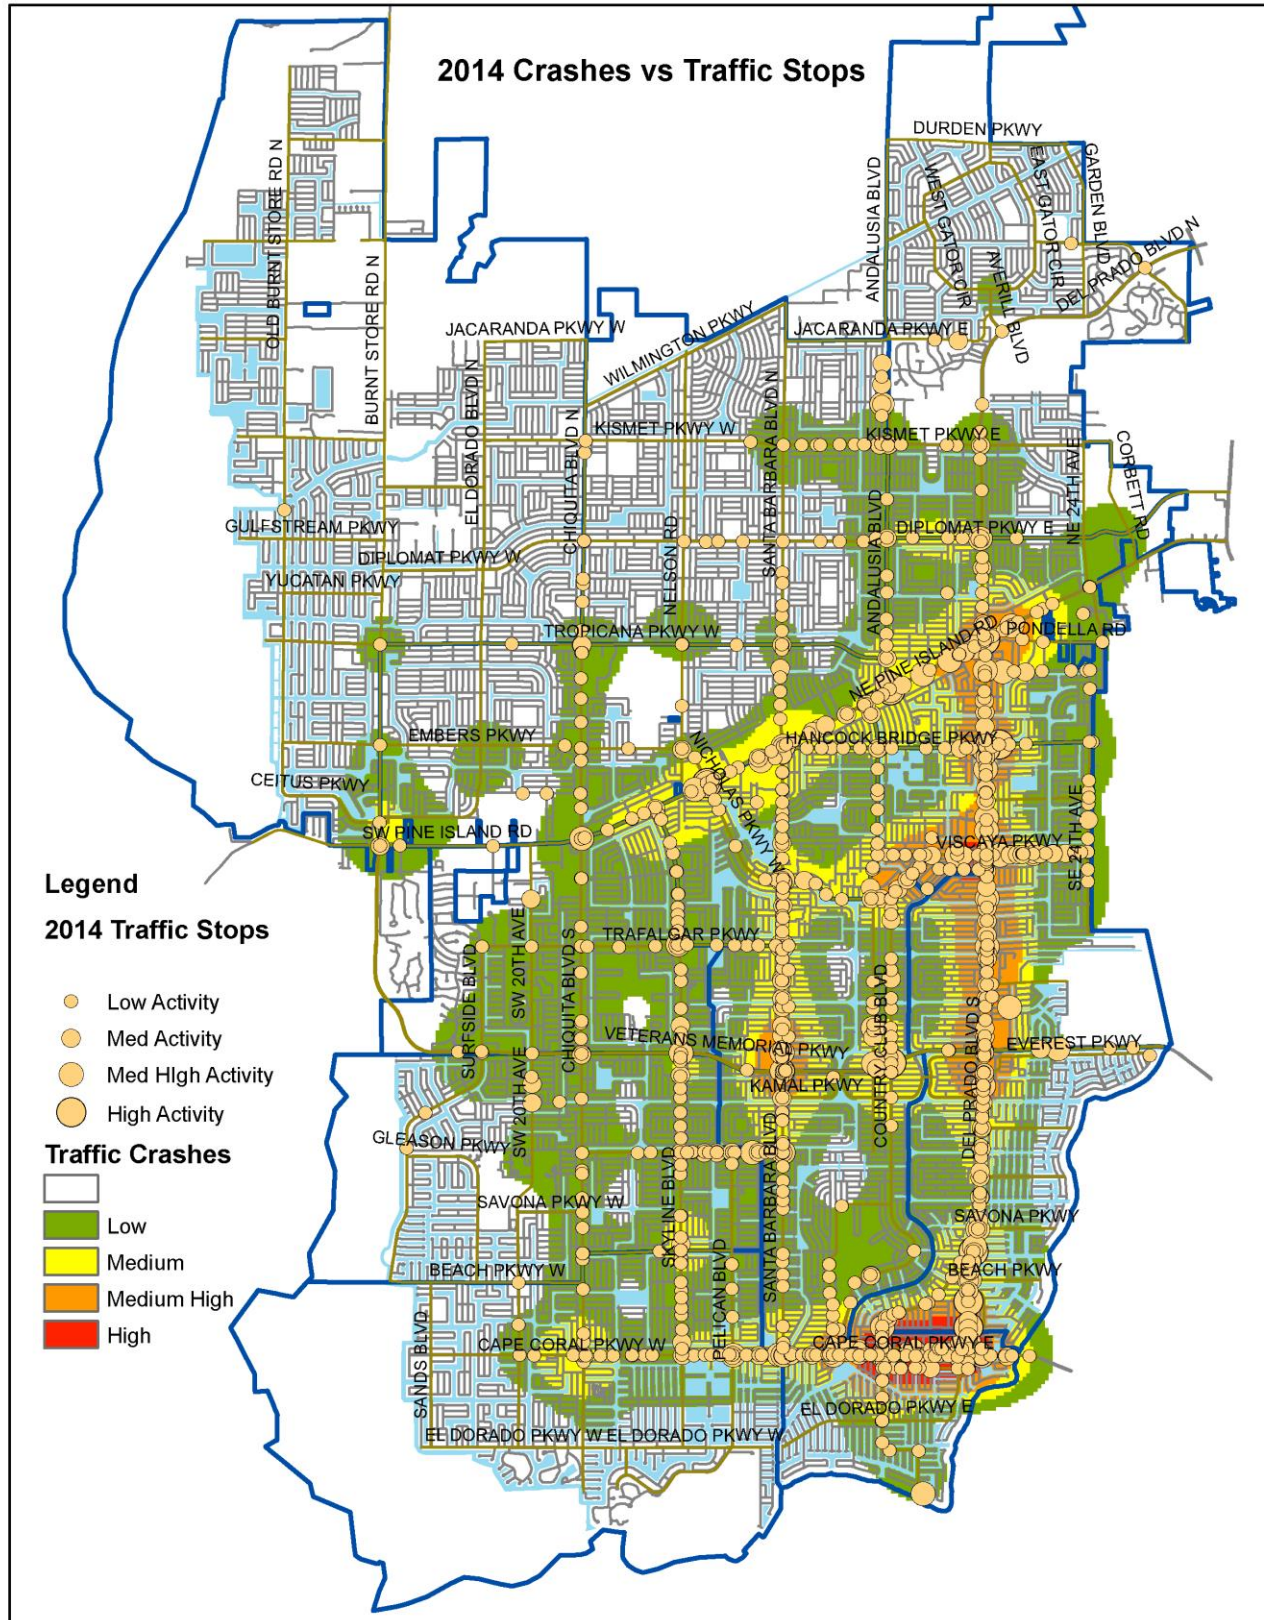 2014 Crashes vs Traffic Stops
DURDEN PKWY
GARDEN BLVD
EAST GATOR CIR
WEST GATOR CIR
ANDALUSIA BLVD
OLD BURNT STORE RD N
DEL PRADO BLVD N
AVERILL BLVD
BURNT STORE RD N
JACARANDA PKWY W
WILMINGTON PKWY
JACARANDA PKWY E
EL DORADO BLVD N
SANTA BARBARA BLVD N
KISMET PKWY W
KISMET PKWY E
CHIQUITA BLVD N
NE 24TH AVE
CORBETT RD
GULFSTREAM PKWY
NELSON RD
ANDALUSIA BLVD
DIPLOMAT PKWY E
DIPLOMAT PKWY W
YUCATAN PKWY
TROPICANA PKWY W
NE PINE ISLAND RD
PONDELLA RD
EMBERS PKWY
NICHOLAS PKWY W
HANCOCK BRIDGE PKWY
CEITUS PKWY
SW PINE ISLAND RD
VISCAYA PKWY
SE 24TH AVE
Legend
2014 Traffic Stops
Low Activity
Med Activity
Med HIgh Activity
High Activity
Traffic Crashes
Low
Medium
Medium High
High
SW 20TH AVE
TRAFALGAR PKWY
SURFSIDE BLVD
CHIQUITA BLVD S
COUNTRY CLUB BLVD
DEL PRADO BLVD S
VETERANS MEMORIAL PKWY
EVEREST PKWY
KAMAL PKWY
SW 20TH AVE
GLEASON PKWY
SKYLINE BLVD
SANTA BARBARA BLVD
SAVONA PKWY W
SAVONA PKWY
PELICAN BLVD
BEACH PKWY W
BEACH PKWY
SANDS BLVD
CAPE CORAL PKWY W
CAPE CORAL PKWY E
EL DORADO PKWY E
EL DORADO PKWY W
EL DORADO PKWY W